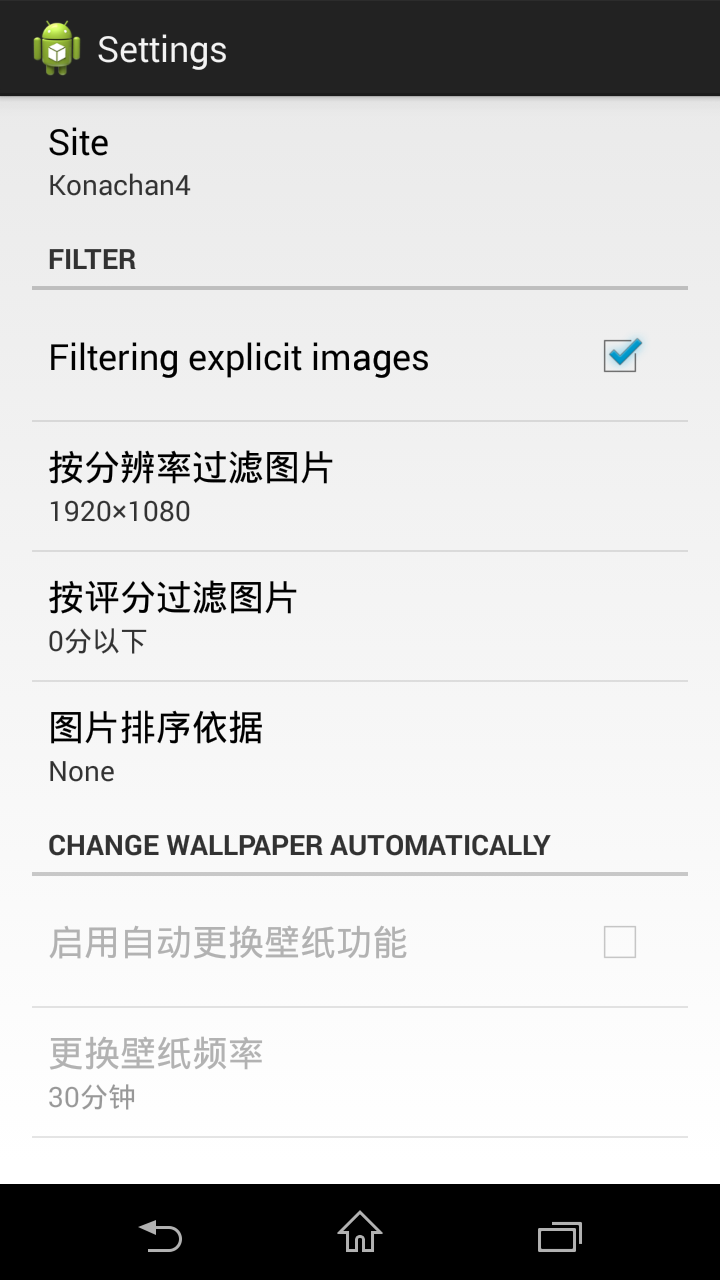 Settings
Site
Konachan4
FILTER
Filtering explicit images
按分辨率过滤图片
1920×1080
按评分过滤图片
0分以下
图片排序依据
None
CHANGE WALLPAPER AUTOMATICALLY
启用自动更换壁纸功能
更换壁纸频率
30分钟